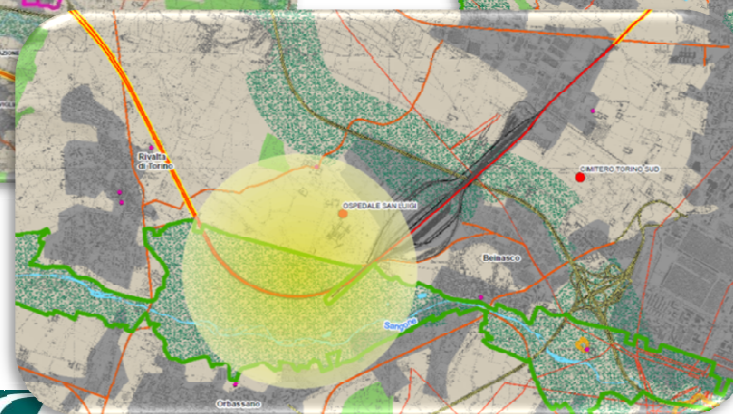 Rivalta
di Torino
CIMITERO TORINO SUD
OSPEDALE SAN LUIGI
Beinasco
Sangone
Orbassano